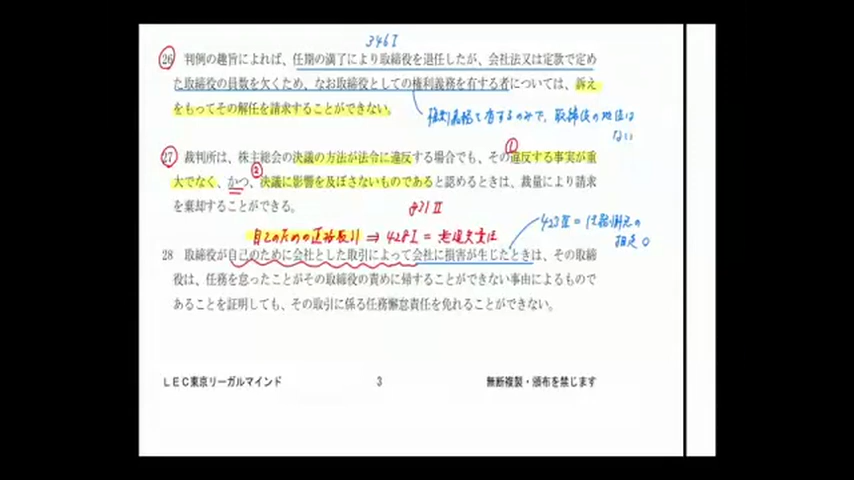 346Ⅰ
㉖ 判例の趣旨によれば、任期の満了により取締役を退任したが、会社法又は定款で定め
た取締役の員数を欠くため、なお取締役としての権利義務を有する者については、訴え
をもってその解任を請求することができない。
権利義務を有するのみで、取締役の地位は
ない
㉗ 裁判所は、株主総会の決議の方法が法令に違反する場合でも、その①違反する事実が重
大でなく、かつ、②決議に影響を及ぼさないものであると認めるときは、裁量により請求
を棄却することができる。
831Ⅱ
自己のための直接取引 ⇒ 428Ⅰ = 無過失責任
423Ⅲ = 任務懈怠の
推定 〇
28 取締役が自己のために会社とした取引によって会社に損害が生じたときは、その取締
役は、任務を怠ったことがその取締役の責めに帰することができない事由によるもので
あることを証明しても、その取引に係る任務懈怠責任を免れることができない。
LEC東京リーガルマインド 3 無断複製・頒布を禁じます